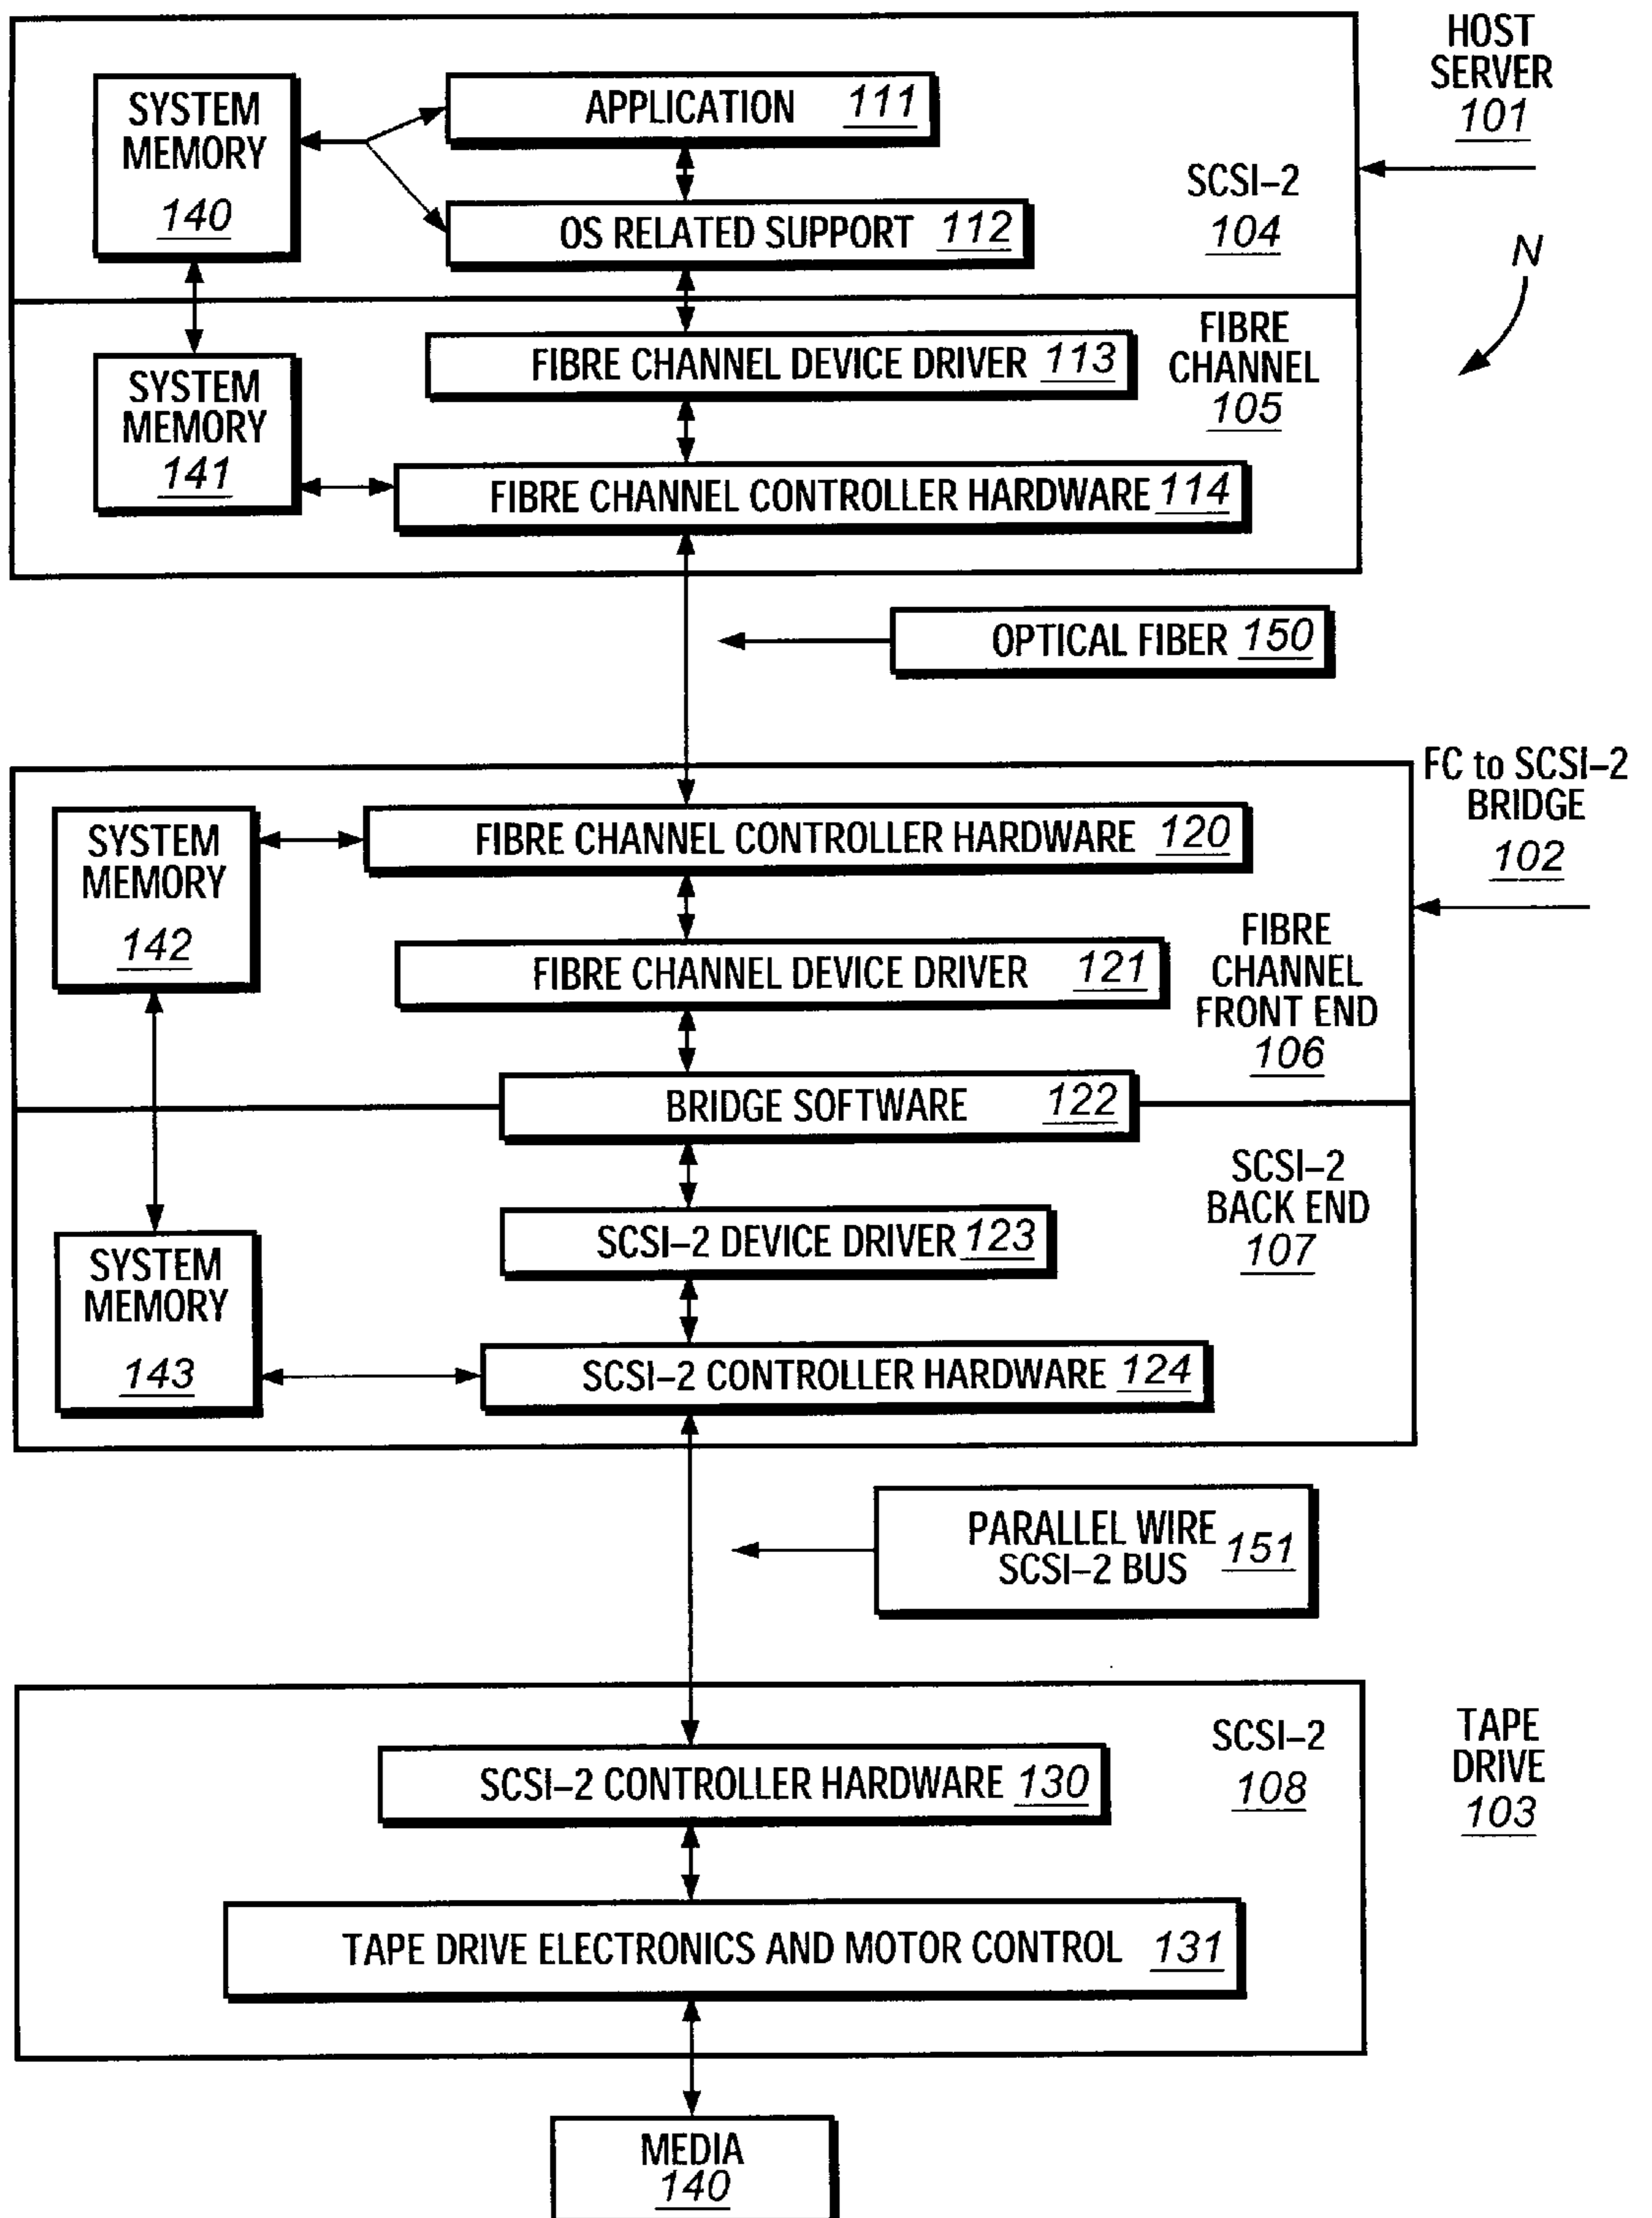 HOST
SERVER
101
SYSTEM
MEMORY
140
APPLICATION 111
OS RELATED SUPPORT 112
SCSI–2
104
N
SYSTEM
MEMORY
141
FIBRE CHANNEL DEVICE DRIVER 113
FIBRE CHANNEL CONTROLLER HARDWARE 114
FIBRE
CHANNEL
105
OPTICAL FIBER 150
FC to SCSI–2
BRIDGE
102
SYSTEM
MEMORY
142
FIBRE CHANNEL CONTROLLER HARDWARE 120
FIBRE CHANNEL DEVICE DRIVER 121
FIBRE
CHANNEL
FRONT END
106
BRIDGE SOFTWARE 122
SCSI–2
BACK END
107
SCSI–2 DEVICE DRIVER 123
SYSTEM
MEMORY
143
SCSI–2 CONTROLLER HARDWARE 124
PARALLEL WIRE
SCSI–2 BUS 151
SCSI–2
108
TAPE
DRIVE
103
SCSI–2 CONTROLLER HARDWARE 130
TAPE DRIVE ELECTRONICS AND MOTOR CONTROL 131
MEDIA
140